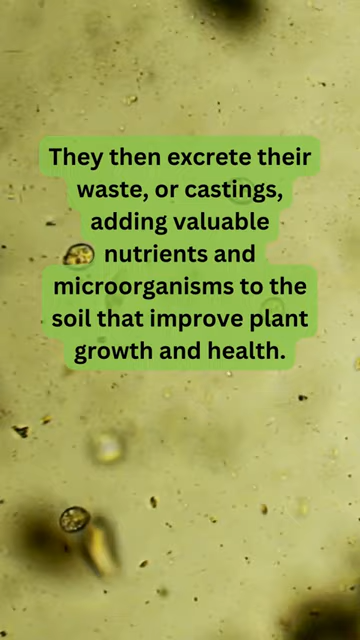 They then excrete their
waste, or castings,
adding valuable
nutrients and
microorganisms to the
soil that improve plant
growth and health.